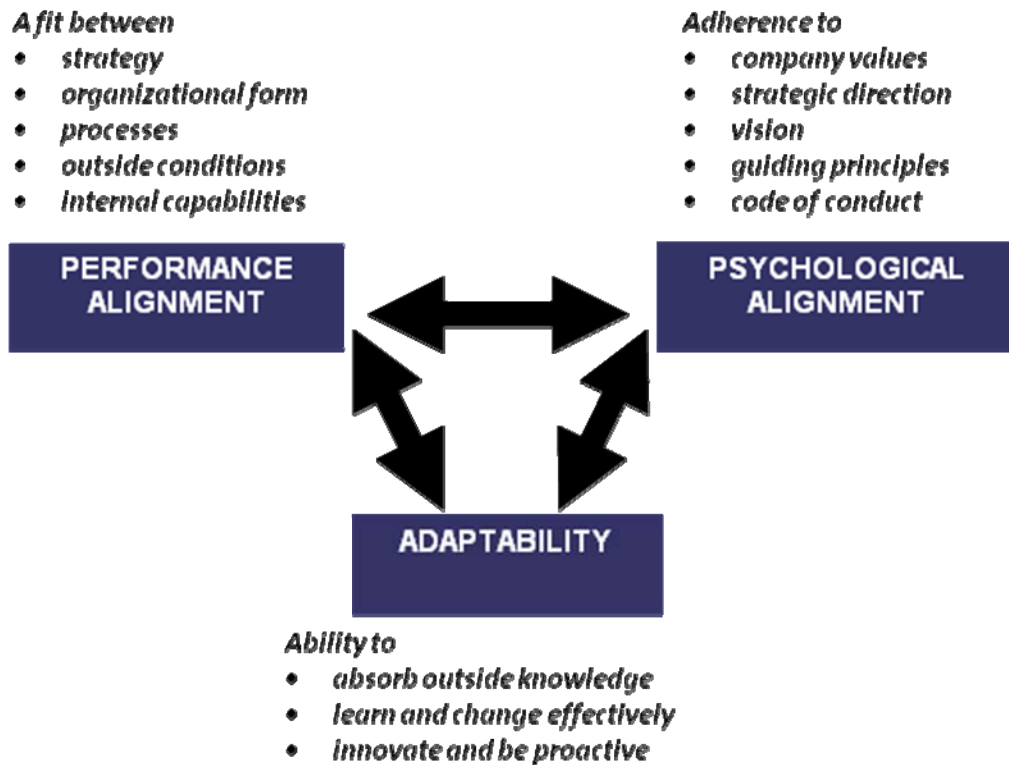 A fit between
• strategy
• organizational form
• processes
• outside conditions
• internal capabilities
Adherence to
• company values
• strategic direction
• vision
• guiding principles
• code of conduct
PERFORMANCE
ALIGNMENT
PSYCHOLOGICAL
ALIGNMENT
ADAPTABILITY
Ability to
• absorb outside knowledge
• learn and change effectively
• innovate and be proactive